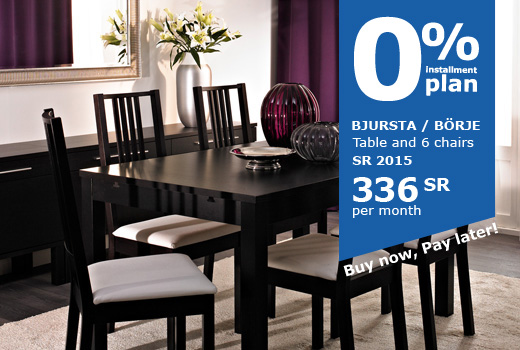 0%
installment
plan
BJURSTA / BÖRJE
Table and 6 chairs
SR 2015
336 SR
per month
Buy now, Pay later!